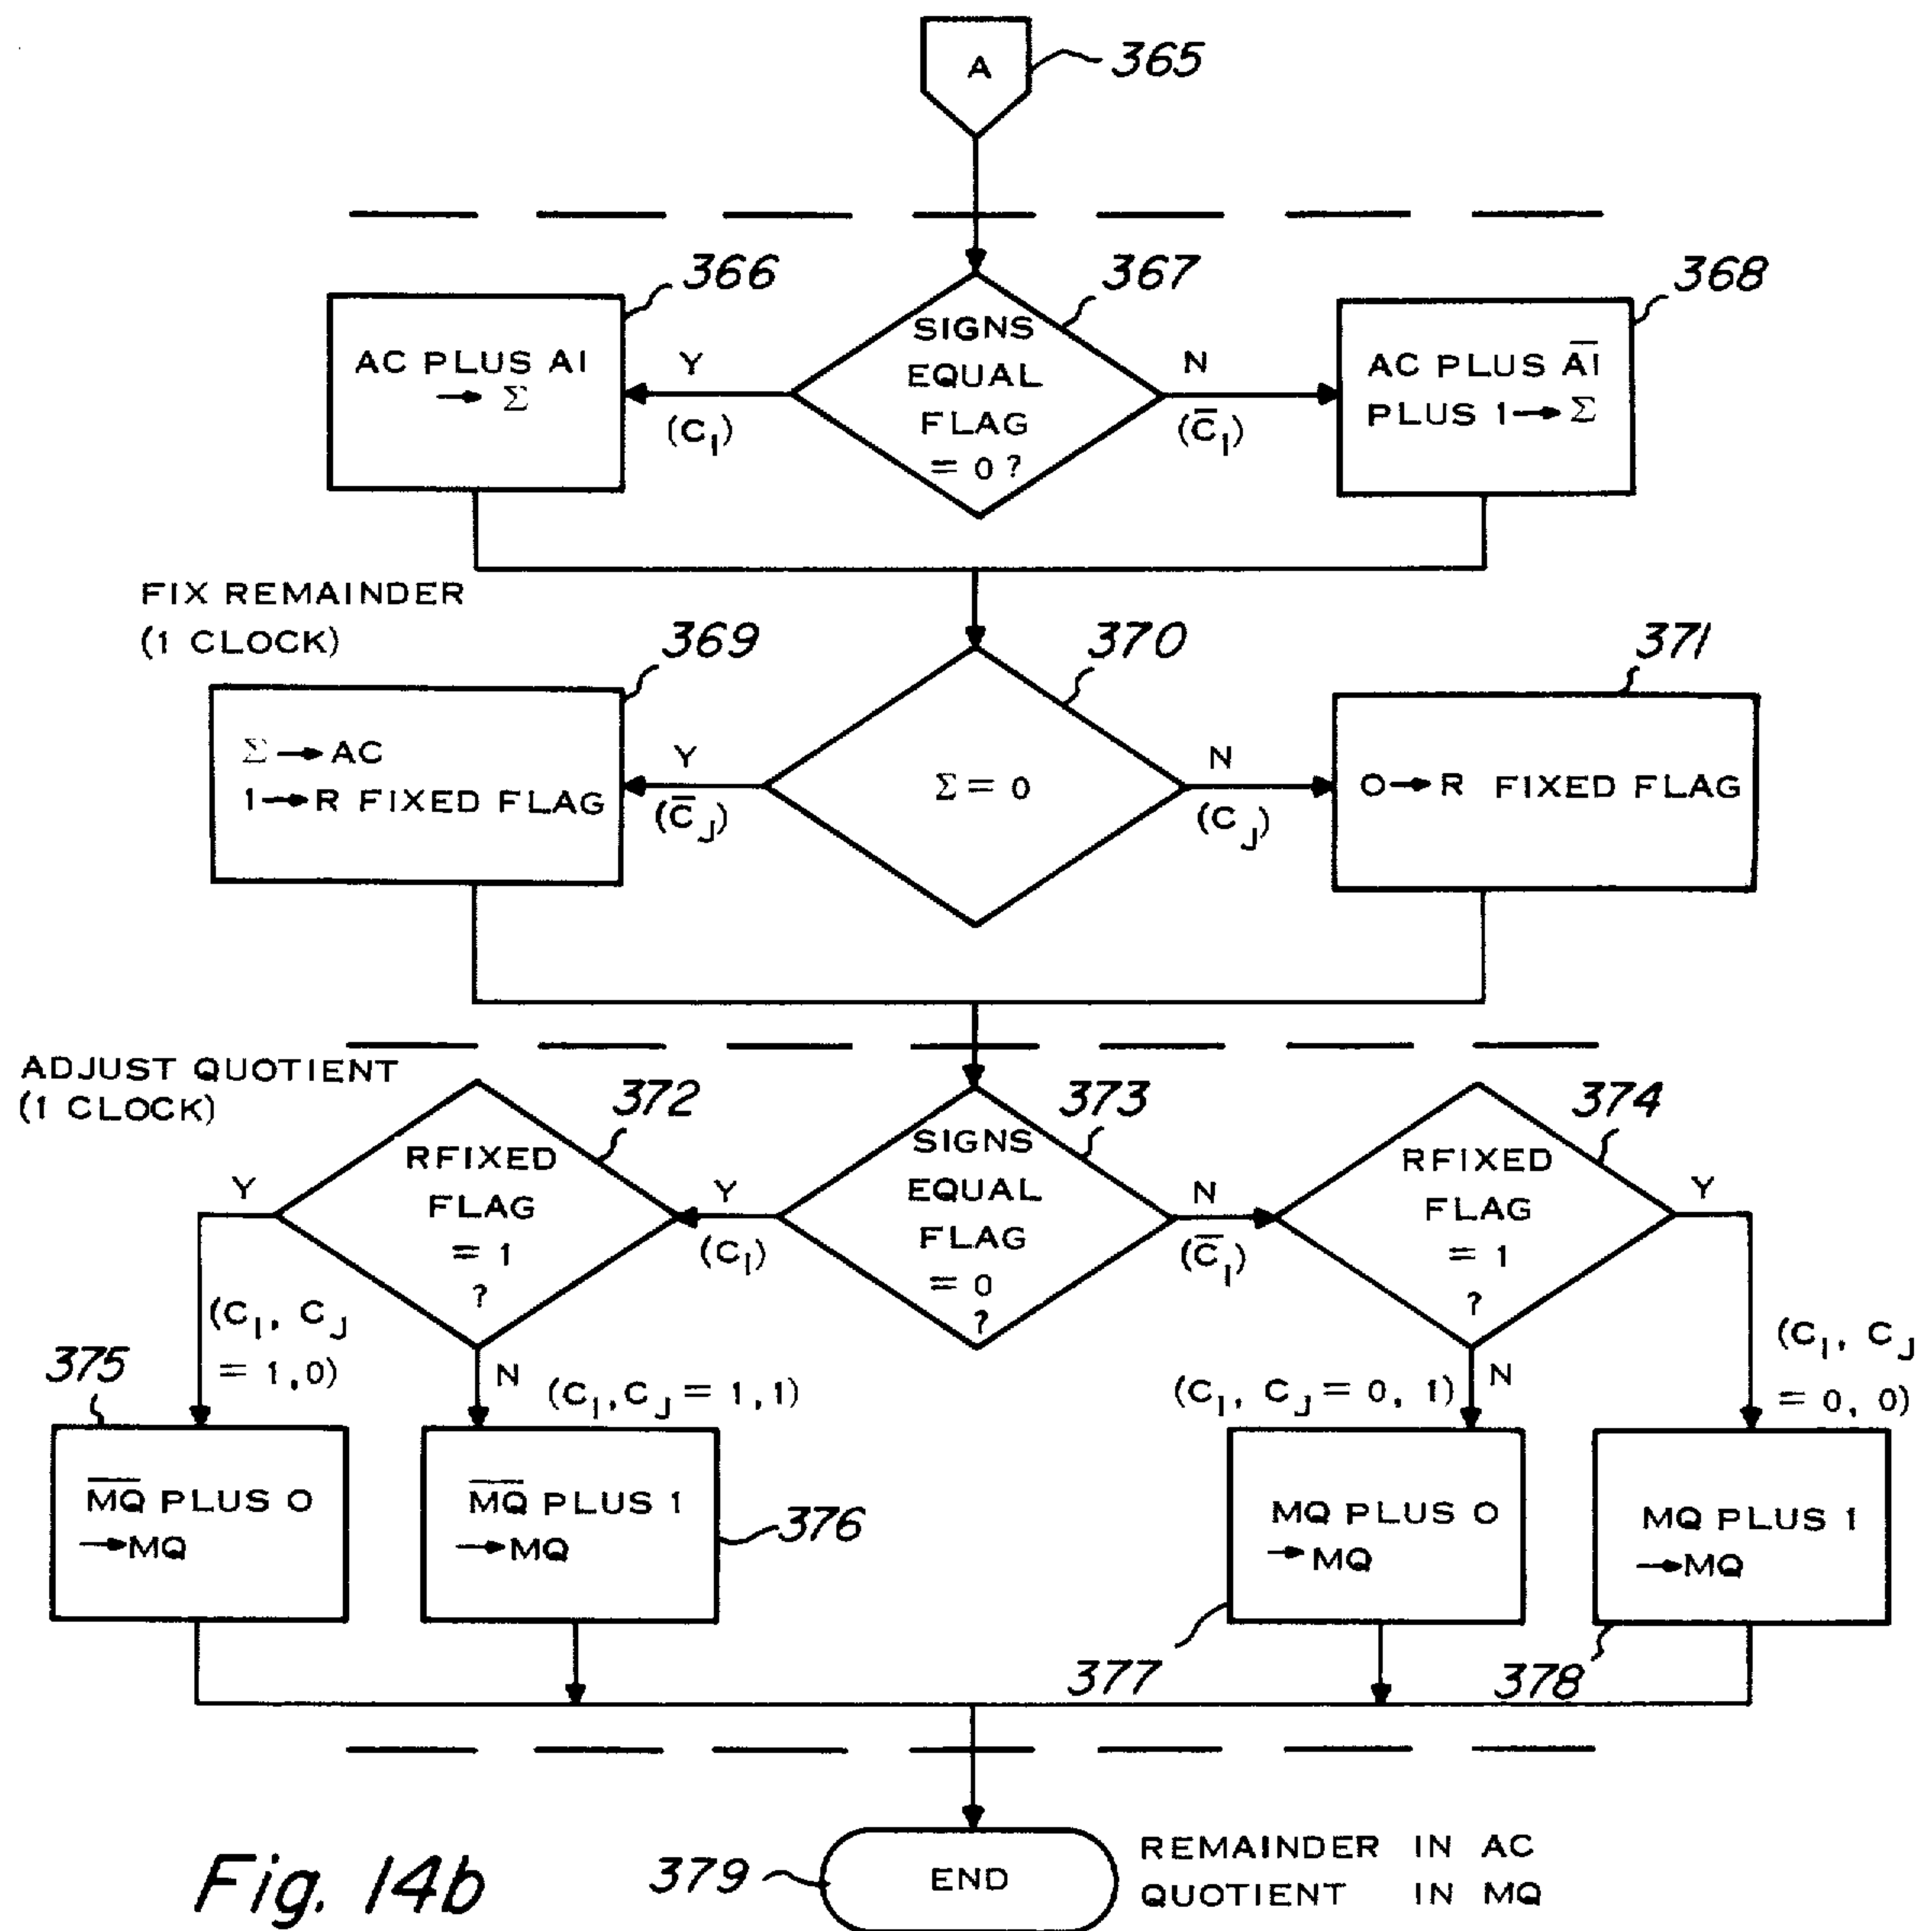 A
365
366
367
368
AC PLUS A1
→ Σ
Y
(C_I)
SIGNS
EQUAL
FLAG
= 0 ?
N
(C̅_I)
AC PLUS A̅1̅
PLUS 1→ Σ
FIX REMAINDER
(1 CLOCK)
369
370
371
Σ→AC
1→R FIXED FLAG
Y
(C̅_J)
Σ = 0
N
(C_J)
0→R FIXED FLAG
ADJUST QUOTIENT
(1 CLOCK)
372
373
374
Y
RFIXED
FLAG
= 1
?
Y
(C_I)
SIGNS
EQUAL
FLAG
= 0
?
N
(C̅_I)
RFIXED
FLAG
= 1
?
Y
(C_I, C_J
= 1,0)
N
(C_I,C_J = 1,1)
(C_I, C_J = 0, 1)
N
(C_I, C_J
= 0, 0)
375
M̅Q̅ PLUS 0
→MQ
M̅Q̅ PLUS 1
→MQ
376
MQ PLUS 0
→MQ
MQ PLUS 1
→MQ
377
378
Fig. 14b
379
END
REMAINDER IN AC
QUOTIENT IN MQ